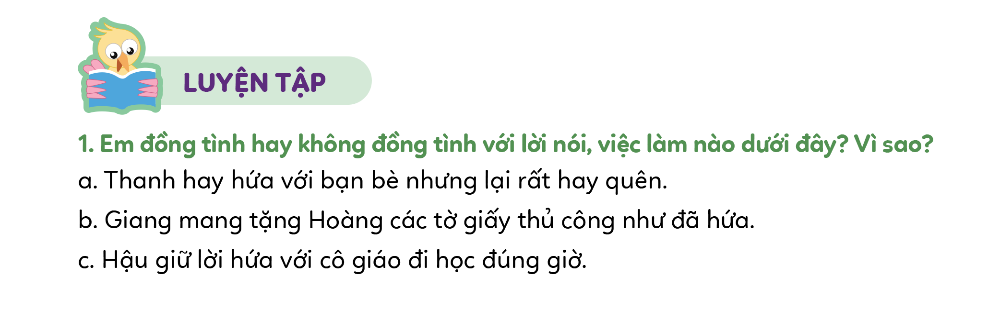 LUYỆN TẬP
1. Em đồng tình hay không đồng tình với lời nói, việc làm nào dưới đây? Vì sao?
a. Thanh hay hứa với bạn bè nhưng lại rất hay quên.
b. Giang mang tặng Hoàng các tờ giấy thủ công như đã hứa.
c. Hậu giữ lời hứa với cô giáo đi học đúng giờ.